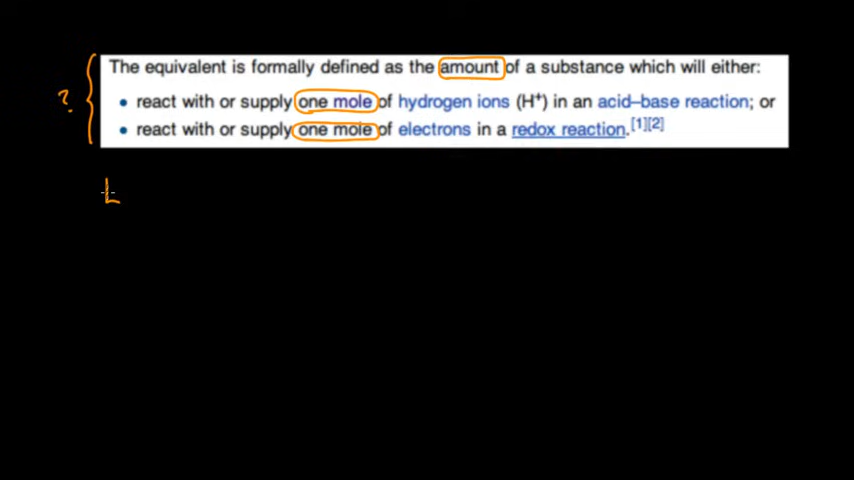 The equivalent is formally defined as the amount of a substance which will either:
? • react with or supply one mole of hydrogen ions (H⁺) in an acid–base reaction; or
• react with or supply one mole of electrons in a redox reaction.[1][2]
L